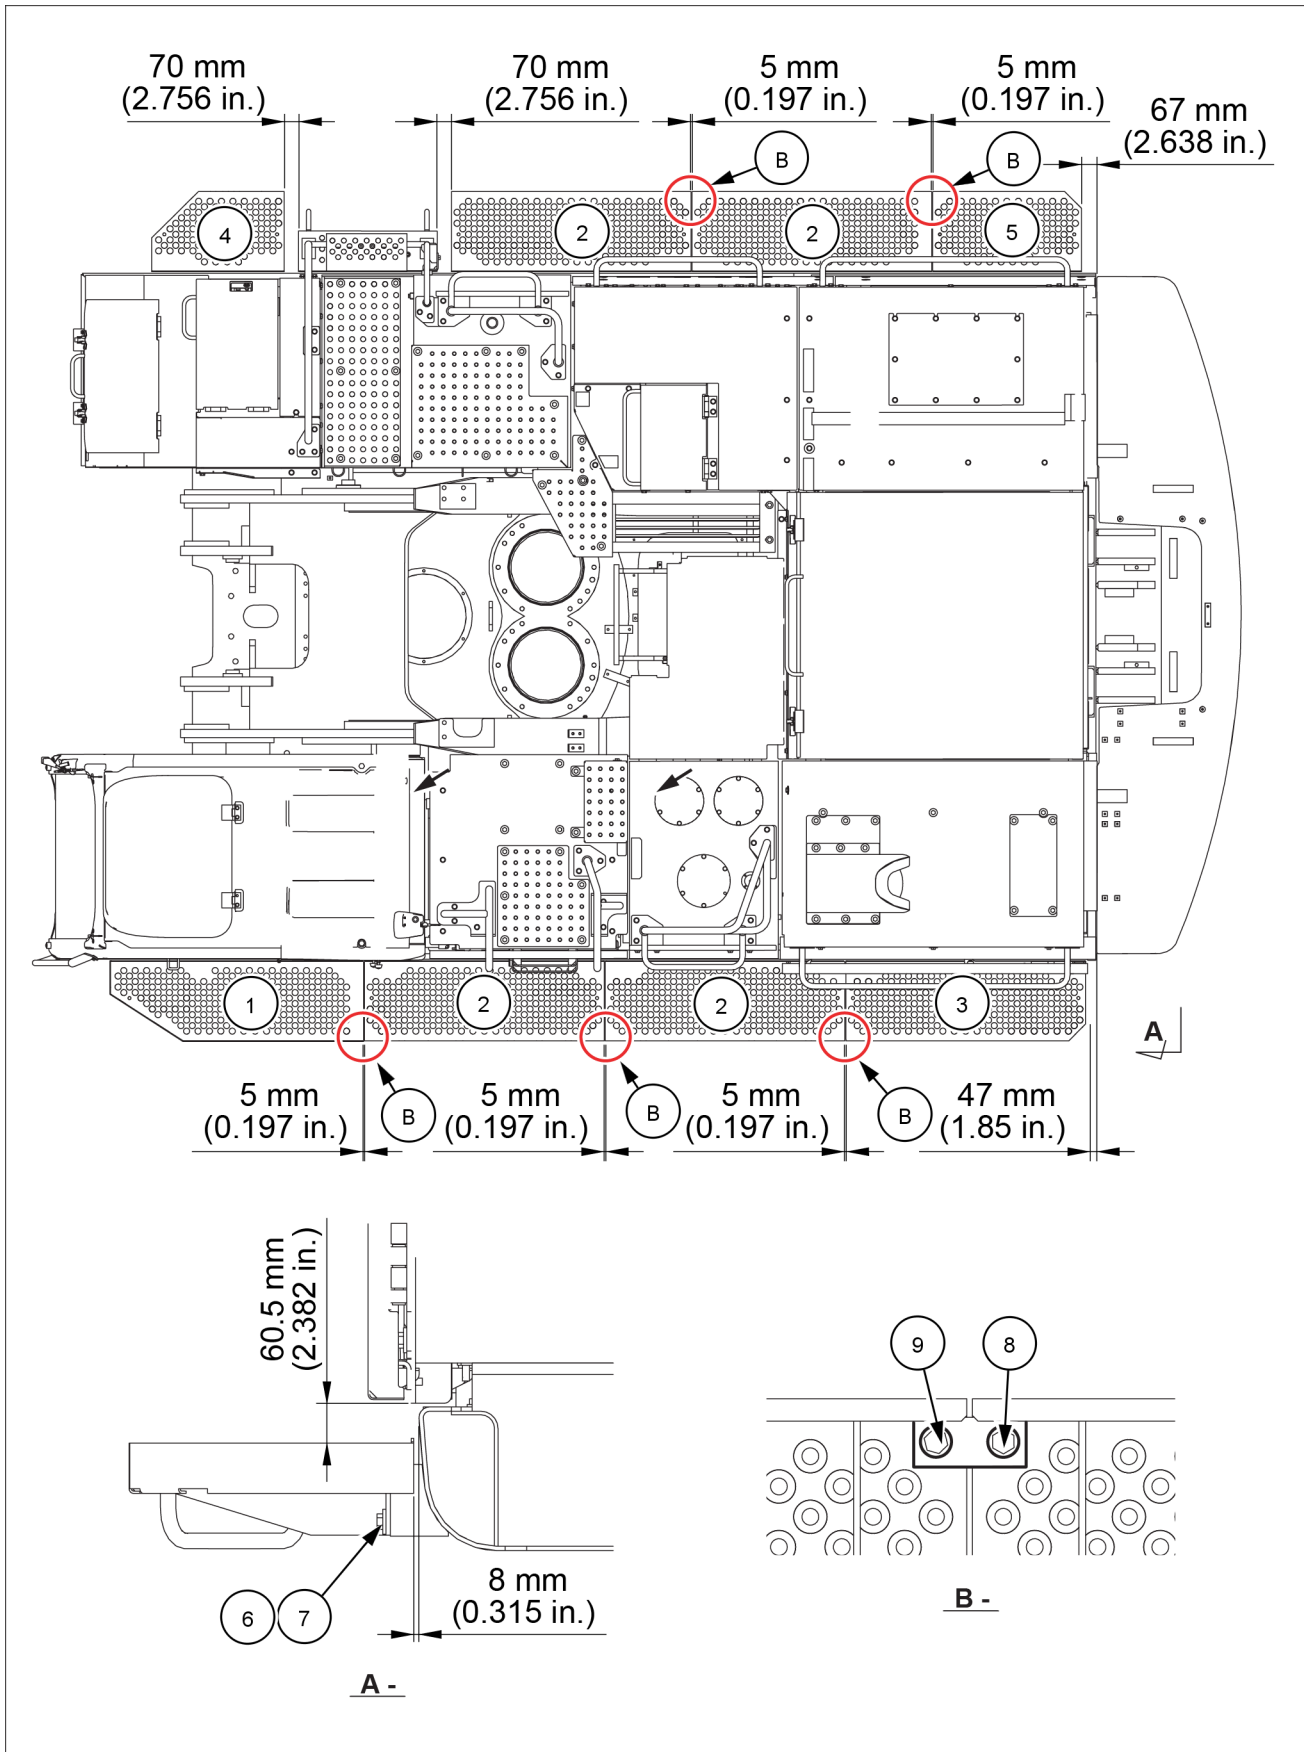 70 mm
(2.756 in.)
70 mm
(2.756 in.)
5 mm
(0.197 in.)
5 mm
(0.197 in.)
67 mm
(2.638 in.)
B
B
4
2
2
5
1
2
2
3
A
B
B
B
5 mm
(0.197 in.)
5 mm
(0.197 in.)
5 mm
(0.197 in.)
47 mm
(1.85 in.)
60.5 mm
(2.382 in.)
6
7
8 mm
(0.315 in.)
A -
9
8
B -